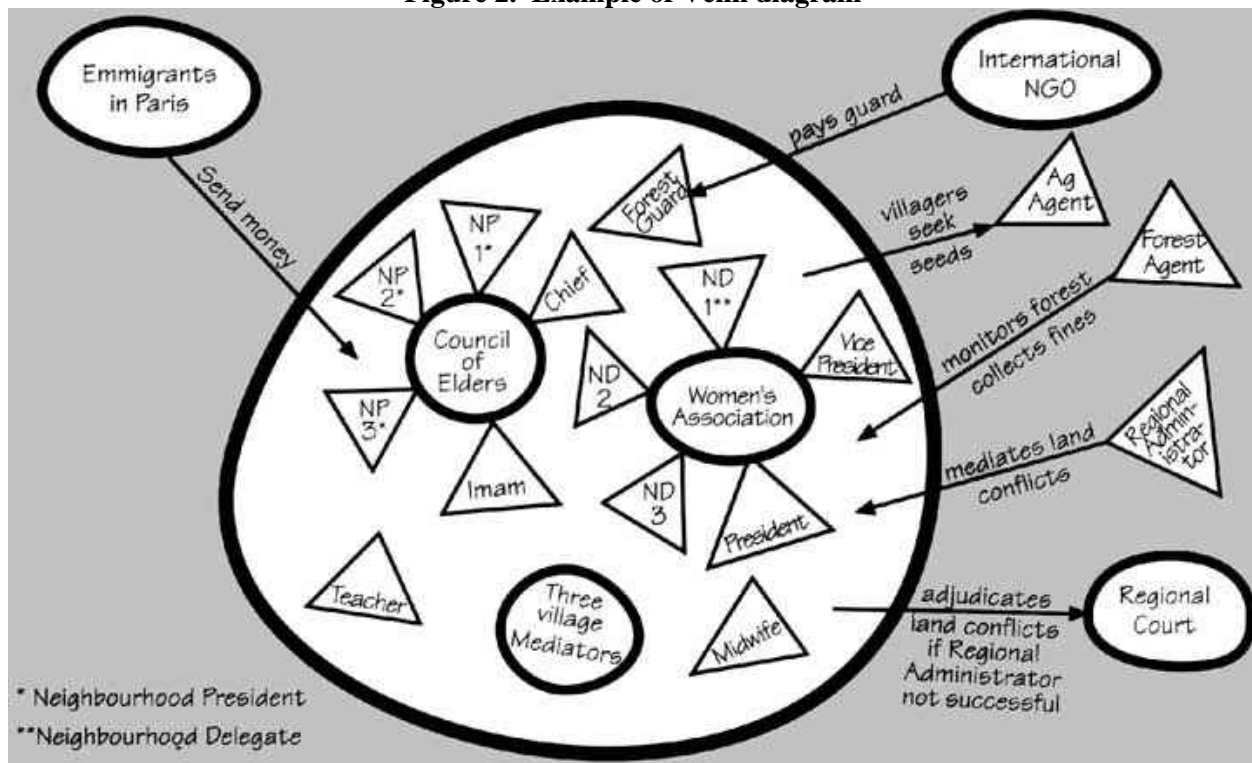 Figure 2. Example of Venn diagram
Emmigrants
in Paris
International
NGO
pays guard
Send money
Forest
Guard
villagers
seek
seeds
Ag
Agent
Forest
Agent
NP
1*
NP
2*
Chief
ND
1**
Council
of
Elders
Vice
President
monitors forest
collects fines
ND
2
Women's
Association
NP
3*
Regional
Admin-
istra-
tor
mediates land
conflicts
Imam
ND
3
President
Teacher
Three
village
Mediators
Midwife
adjudicates
land conflicts
if Regional
Administrator
not successful
Regional
Court
* Neighbourhood President
**Neighbourhood Delegate